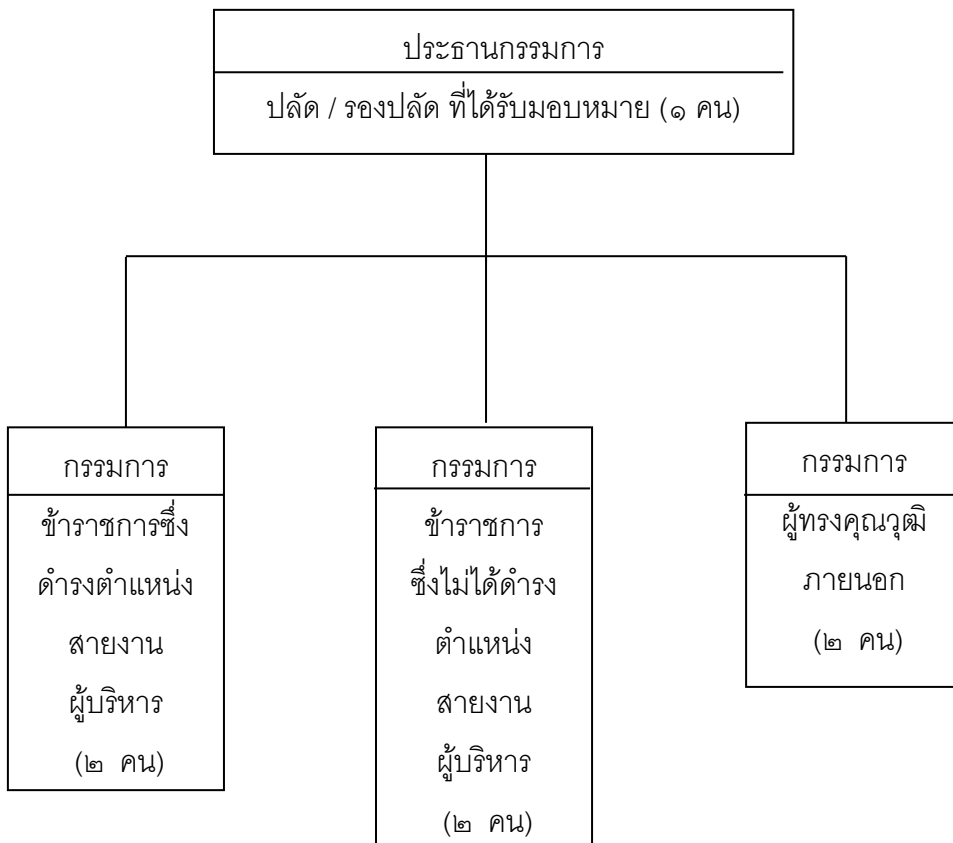 ประธานกรรมการ
ปลัด / รองปลัด ที่ได้รับมอบหมาย (๑ คน)
กรรมการ
ข้าราชการซึ่ง
ดำรงตำแหน่ง
สายงาน
ผู้บริหาร
(๒ คน)
กรรมการ
ข้าราชการ
ซึ่งไม่ได้ดำรง
ตำแหน่ง
สายงาน
ผู้บริหาร
(๒ คน)
กรรมการ
ผู้ทรงคุณวุฒิ
ภายนอก
(๒ คน)